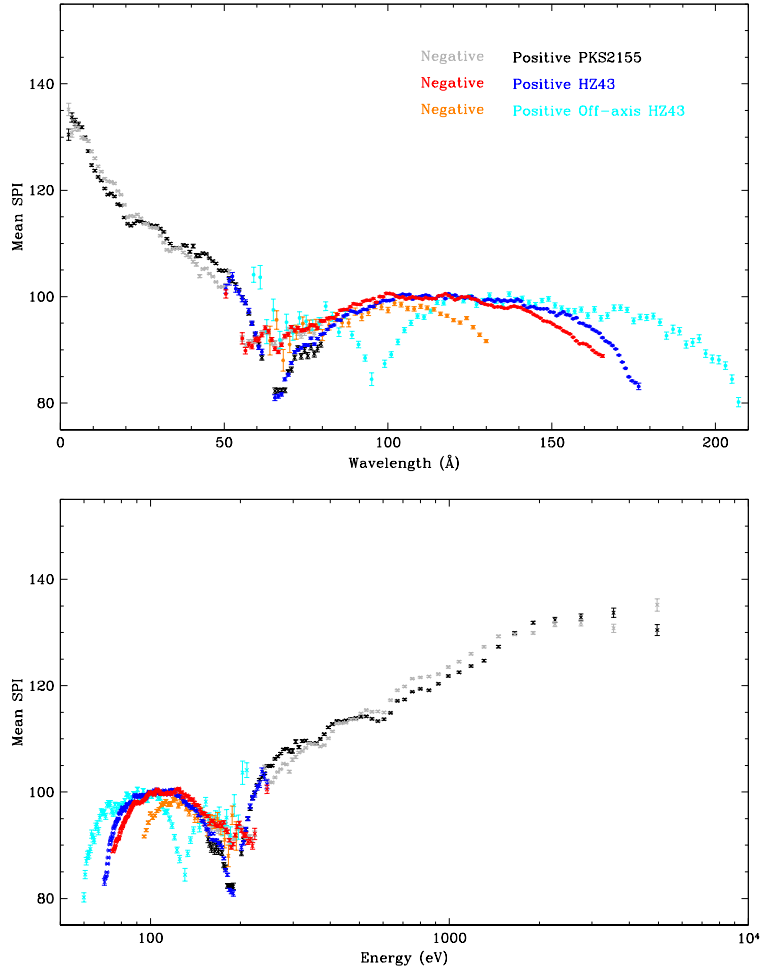 140
120
100
80
Mean SPI
Negative Positive PKS2155
Negative Positive HZ43
Negative Positive Off-axis HZ43
0 50 100 150 200
Wavelength (Å)
140
120
100
80
Mean SPI
100 1000 10⁴
Energy (eV)